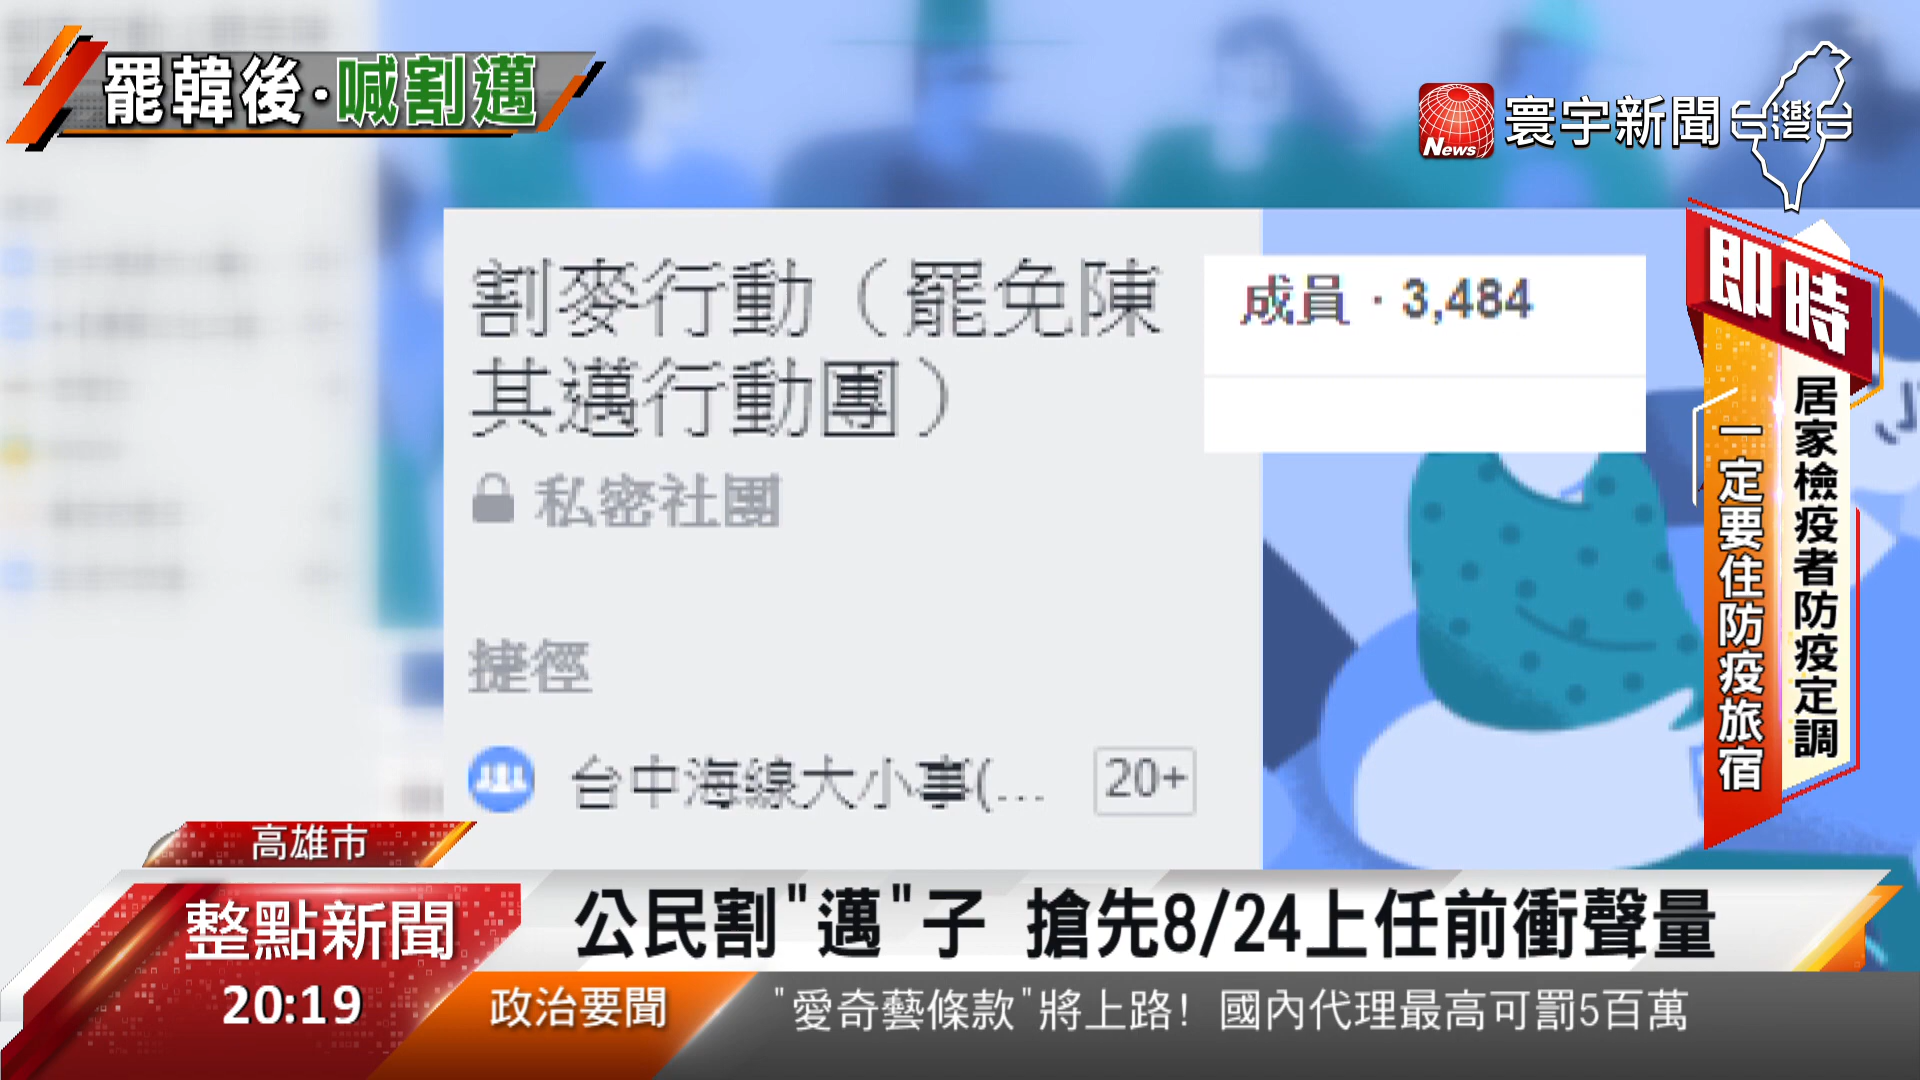 罷韓後·喊割邁
News
寰宇新聞
台灣台
割麥行動（罷免陳
其邁行動團）
成員 · 3,484
私密社團
捷徑
台中海線大小事(...
20+
即時
居家檢疫者防疫定調
一定要住防疫旅宿
高雄市
整點新聞
公民割"邁"子 搶先8/24上任前衝聲量
20:19
政治要聞
"愛奇藝條款"將上路! 國內代理最高可罰5百萬